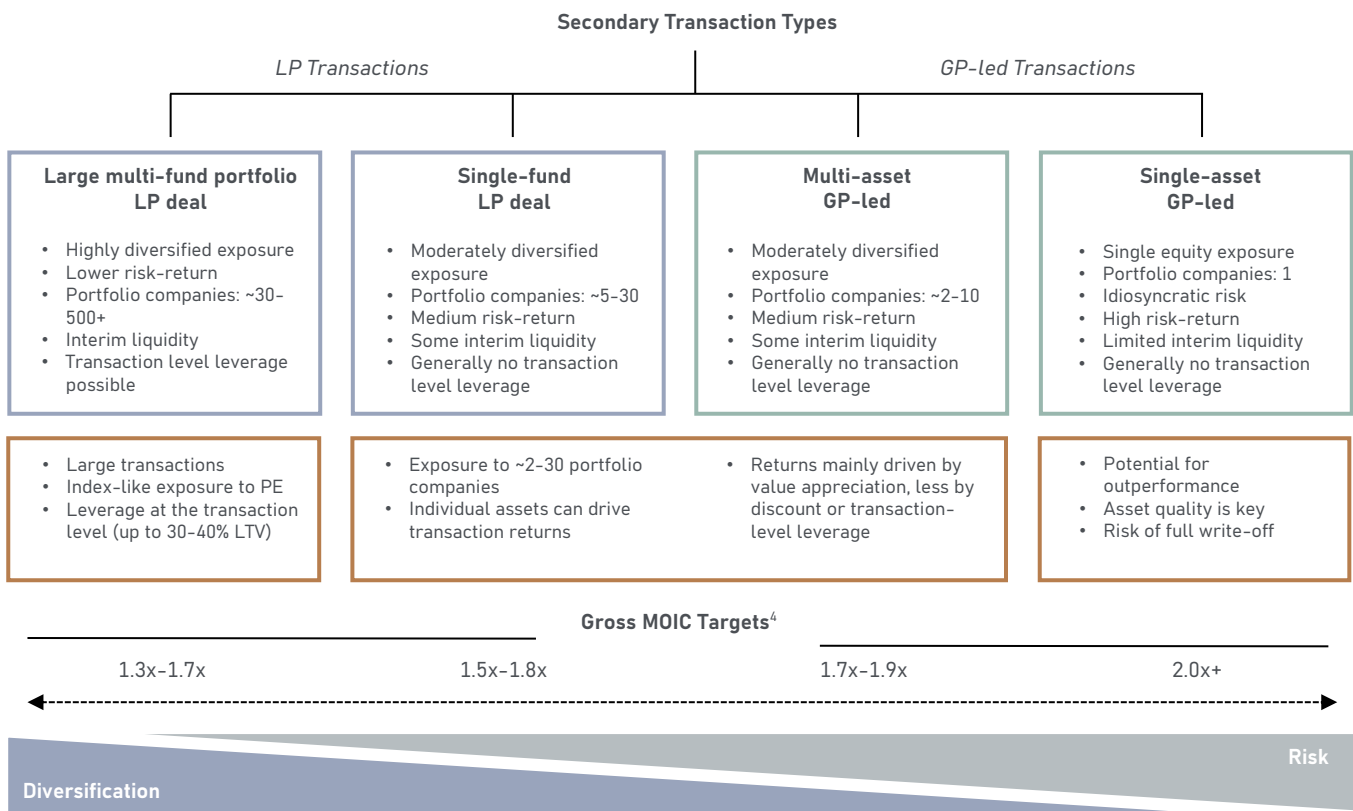 Secondary Transaction Types
LP Transactions
GP-led Transactions
Large multi-fund portfolio
LP deal
• Highly diversified exposure
• Lower risk-return
• Portfolio companies: ~30-
500+
• Interim liquidity
• Transaction level leverage
possible
Single-fund
LP deal
• Moderately diversified
exposure
• Portfolio companies: ~5-30
• Medium risk-return
• Some interim liquidity
• Generally no transaction
level leverage
Multi-asset
GP-led
• Moderately diversified
exposure
• Portfolio companies: ~2-10
• Medium risk-return
• Some interim liquidity
• Generally no transaction
level leverage
Single-asset
GP-led
• Single equity exposure
• Portfolio companies: 1
• Idiosyncratic risk
• High risk-return
• Limited interim liquidity
• Generally no transaction
level leverage
• Large transactions
• Index-like exposure to PE
• Leverage at the transaction
level (up to 30-40% LTV)
• Exposure to ~2-30 portfolio
companies
• Individual assets can drive
transaction returns
• Returns mainly driven by
value appreciation, less by
discount or transaction-
level leverage
• Potential for
outperformance
• Asset quality is key
• Risk of full write-off
Gross MOIC Targets⁴
1.3x-1.7x
1.5x-1.8x
1.7x-1.9x
2.0x+
Risk
Diversification